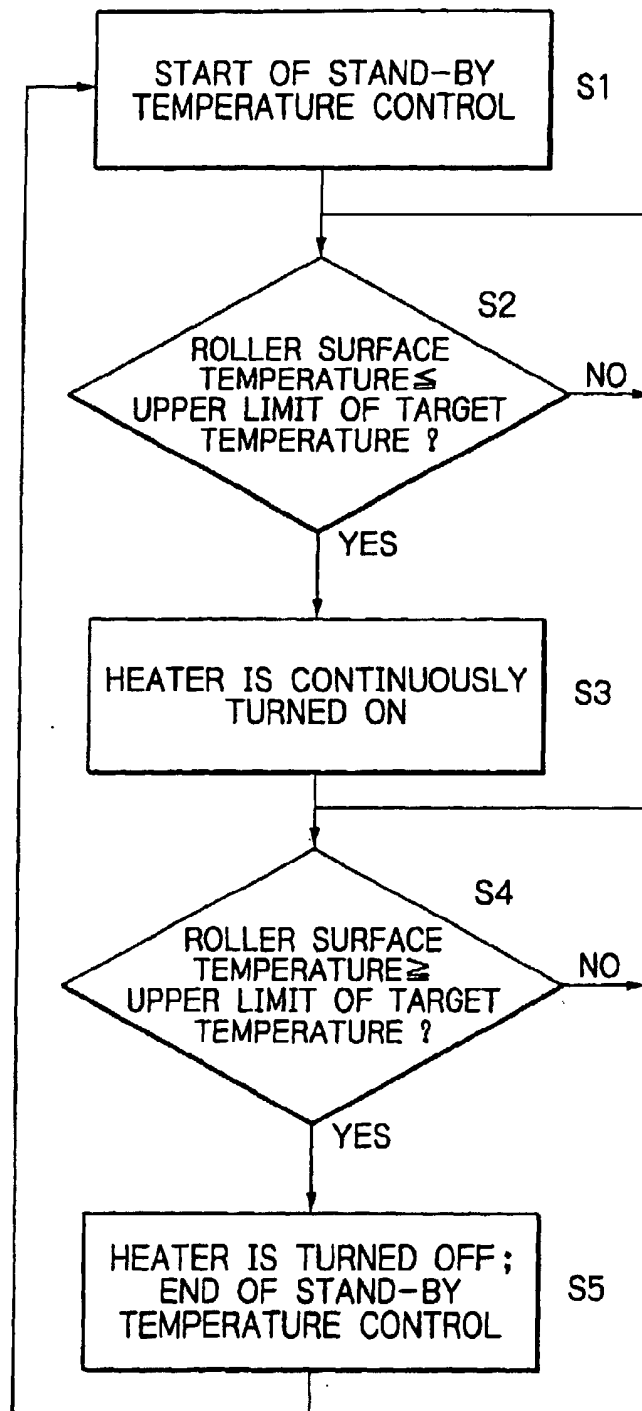 START OF STAND-BY
TEMPERATURE CONTROL
S1
S2
ROLLER SURFACE
TEMPERATURE≦
UPPER LIMIT OF TARGET
TEMPERATURE ?
NO
YES
HEATER IS CONTINUOUSLY
TURNED ON
S3
S4
ROLLER SURFACE
TEMPERATURE≧
UPPER LIMIT OF TARGET
TEMPERATURE ?
NO
YES
HEATER IS TURNED OFF;
END OF STAND-BY
TEMPERATURE CONTROL
S5